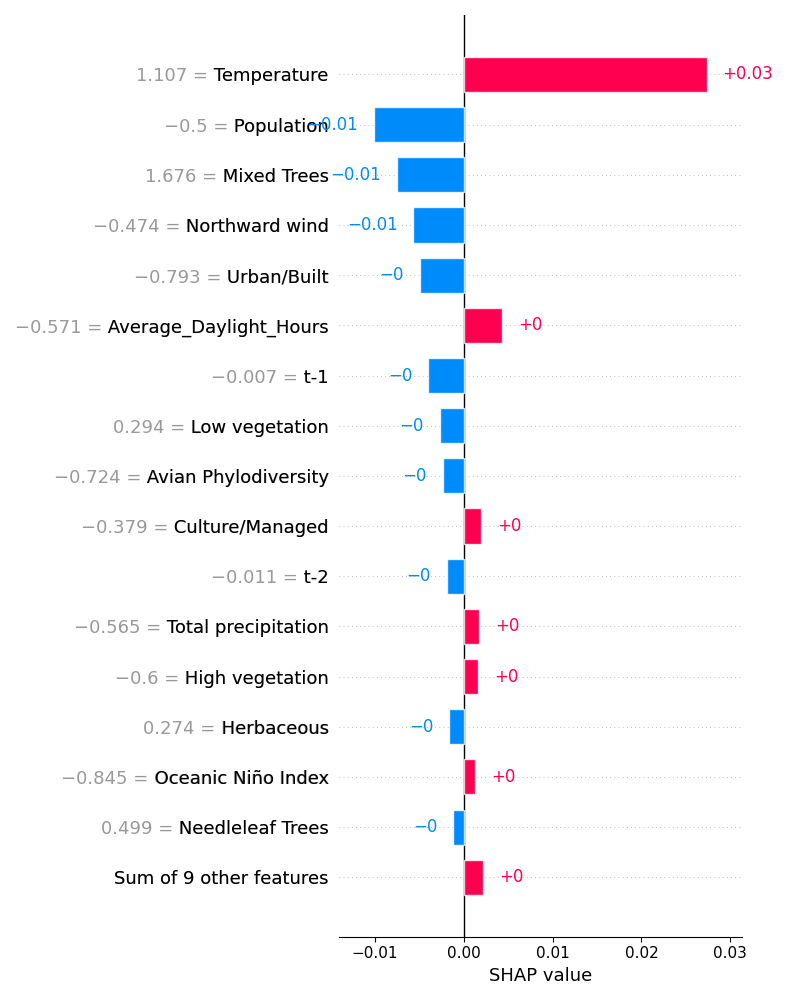 1.107 = Temperature +0.03
−0.5 = Population −0.01
1.676 = Mixed Trees −0.01
−0.474 = Northward wind −0.01
−0.793 = Urban/Built −0
−0.571 = Average_Daylight_Hours +0
−0.007 = t-1 −0
0.294 = Low vegetation −0
−0.724 = Avian Phylodiversity −0
−0.379 = Culture/Managed +0
−0.011 = t-2 −0
−0.565 = Total precipitation +0
−0.6 = High vegetation +0
0.274 = Herbaceous −0
−0.845 = Oceanic Niño Index +0
0.499 = Needleleaf Trees −0
Sum of 9 other features +0
−0.01 0.00 0.01 0.02 0.03
SHAP value